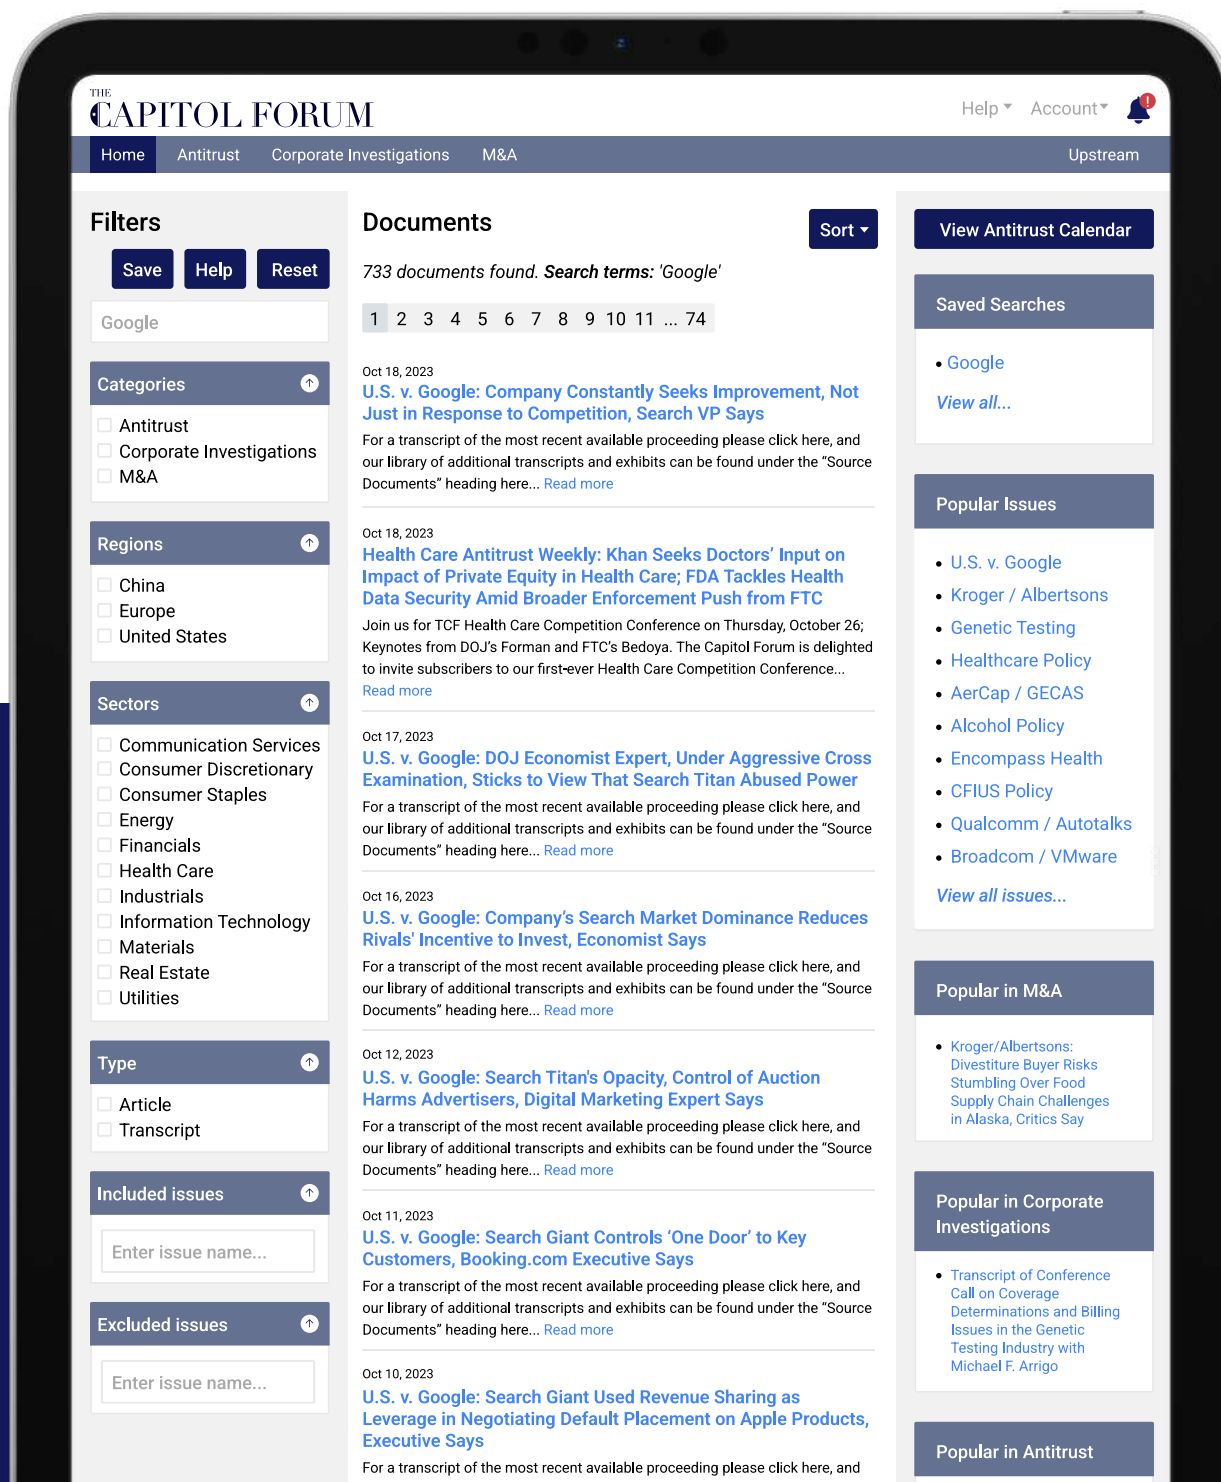 THE
CAPITOL FORUM
Help
Account
!
Home
Antitrust
Corporate Investigations
M&A
Upstream
Filters
Save
Help
Reset
Google
Categories
Antitrust
Corporate Investigations
M&A
Regions
China
Europe
United States
Sectors
Communication Services
Consumer Discretionary
Consumer Staples
Energy
Financials
Health Care
Industrials
Information Technology
Materials
Real Estate
Utilities
Type
Article
Transcript
Included issues
Enter issue name...
Excluded issues
Enter issue name...
Documents
Sort
733 documents found. Search terms: 'Google'
1 2 3 4 5 6 7 8 9 10 11 ... 74
Oct 18, 2023
U.S. v. Google: Company Constantly Seeks Improvement, Not
Just in Response to Competition, Search VP Says
For a transcript of the most recent available proceeding please click here, and
our library of additional transcripts and exhibits can be found under the “Source
Documents” heading here... Read more
Oct 18, 2023
Health Care Antitrust Weekly: Khan Seeks Doctors’ Input on
Impact of Private Equity in Health Care; FDA Tackles Health
Data Security Amid Broader Enforcement Push from FTC
Join us for TCF Health Care Competition Conference on Thursday, October 26;
Keynotes from DOJ’s Forman and FTC’s Bedoya. The Capitol Forum is delighted
to invite subscribers to our first-ever Health Care Competition Conference...
Read more
Oct 17, 2023
U.S. v. Google: DOJ Economist Expert, Under Aggressive Cross
Examination, Sticks to View That Search Titan Abused Power
For a transcript of the most recent available proceeding please click here, and
our library of additional transcripts and exhibits can be found under the “Source
Documents” heading here... Read more
Oct 16, 2023
U.S. v. Google: Company’s Search Market Dominance Reduces
Rivals' Incentive to Invest, Economist Says
For a transcript of the most recent available proceeding please click here, and
our library of additional transcripts and exhibits can be found under the “Source
Documents” heading here... Read more
Oct 12, 2023
U.S. v. Google: Search Titan's Opacity, Control of Auction
Harms Advertisers, Digital Marketing Expert Says
For a transcript of the most recent available proceeding please click here, and
our library of additional transcripts and exhibits can be found under the “Source
Documents” heading here... Read more
Oct 11, 2023
U.S. v. Google: Search Giant Controls ‘One Door’ to Key
Customers, Booking.com Executive Says
For a transcript of the most recent available proceeding please click here, and
our library of additional transcripts and exhibits can be found under the “Source
Documents” heading here... Read more
Oct 10, 2023
U.S. v. Google: Search Giant Used Revenue Sharing as
Leverage in Negotiating Default Placement on Apple Products,
Executive Says
For a transcript of the most recent available proceeding please click here, and
View Antitrust Calendar
Saved Searches
• Google
View all...
Popular Issues
• U.S. v. Google
• Kroger / Albertsons
• Genetic Testing
• Healthcare Policy
• AerCap / GECAS
• Alcohol Policy
• Encompass Health
• CFIUS Policy
• Qualcomm / Autotalks
• Broadcom / VMware
View all issues...
Popular in M&A
• Kroger/Albertsons:
Divestiture Buyer Risks
Stumbling Over Food
Supply Chain Challenges
in Alaska, Critics Say
Popular in Corporate
Investigations
• Transcript of Conference
Call on Coverage
Determinations and Billing
Issues in the Genetic
Testing Industry with
Michael F. Arrigo
Popular in Antitrust